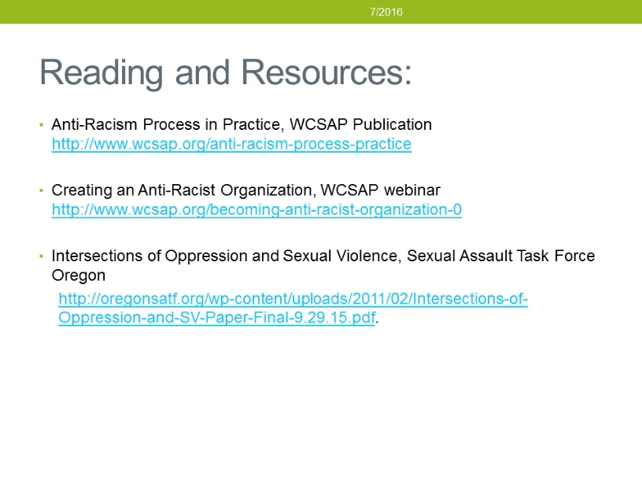 7/2016
Reading and Resources:
• Anti-Racism Process in Practice, WCSAP Publication
http://www.wcsap.org/anti-racism-process-practice
• Creating an Anti-Racist Organization, WCSAP webinar
http://www.wcsap.org/becoming-anti-racist-organization-0
• Intersections of Oppression and Sexual Violence, Sexual Assault Task Force
Oregon
http://oregonsatf.org/wp-content/uploads/2011/02/Intersections-of-
Oppression-and-SV-Paper-Final-9.29.15.pdf.